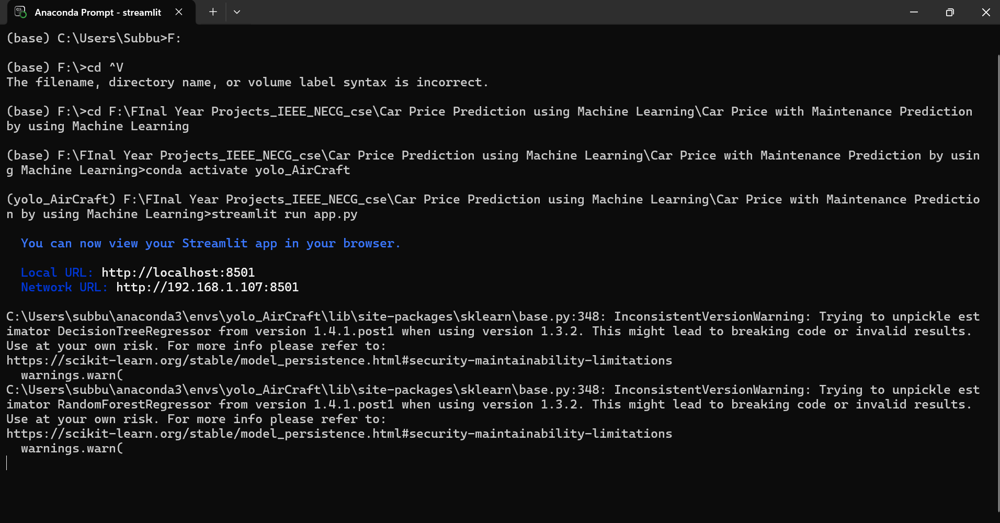 Anaconda Prompt - streamlit
(base) C:\Users\Subbu>F:
(base) F:\>cd ^V
The filename, directory name, or volume label syntax is incorrect.
(base) F:\>cd F:\FInal Year Projects_IEEE_NECG_cse\Car Price Prediction using Machine Learning\Car Price with Maintenance Prediction
by using Machine Learning
(base) F:\FInal Year Projects_IEEE_NECG_cse\Car Price Prediction using Machine Learning\Car Price with Maintenance Prediction by usin
g Machine Learning>conda activate yolo_AirCraft
(yolo_AirCraft) F:\FInal Year Projects_IEEE_NECG_cse\Car Price Prediction using Machine Learning\Car Price with Maintenance Predictio
n by using Machine Learning>streamlit run app.py
You can now view your Streamlit app in your browser.
Local URL: http://localhost:8501
Network URL: http://192.168.1.107:8501
C:\Users\subbu\anaconda3\envs\yolo_AirCraft\lib\site-packages\sklearn\base.py:348: InconsistentVersionWarning: Trying to unpickle est
imator DecisionTreeRegressor from version 1.4.1.post1 when using version 1.3.2. This might lead to breaking code or invalid results.
Use at your own risk. For more info please refer to:
https://scikit-learn.org/stable/model_persistence.html#security-maintainability-limitations
warnings.warn(
C:\Users\subbu\anaconda3\envs\yolo_AirCraft\lib\site-packages\sklearn\base.py:348: InconsistentVersionWarning: Trying to unpickle est
imator RandomForestRegressor from version 1.4.1.post1 when using version 1.3.2. This might lead to breaking code or invalid results.
Use at your own risk. For more info please refer to:
https://scikit-learn.org/stable/model_persistence.html#security-maintainability-limitations
warnings.warn(